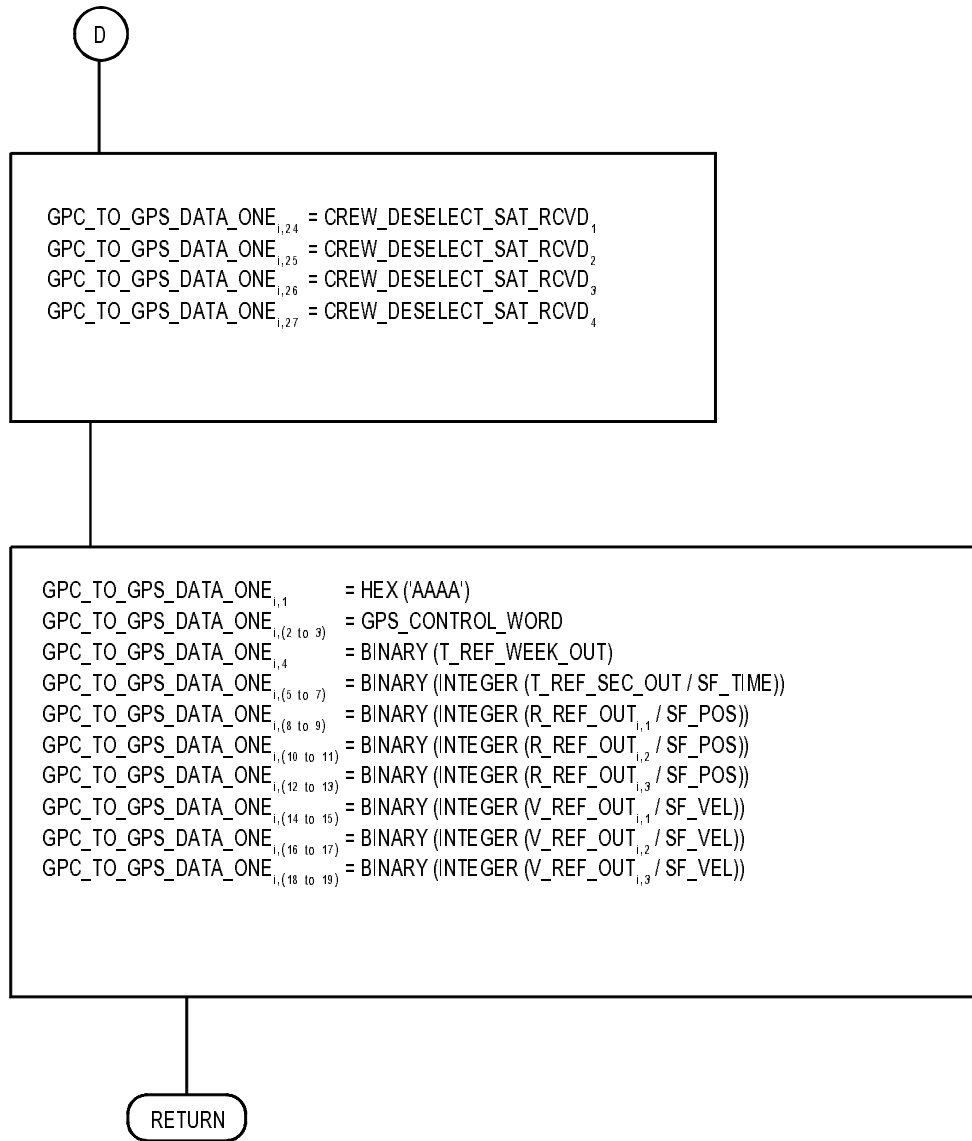 D
GPC_TO_GPS_DATA_ONE i,24 = CREW_DESELECT_SAT_RCVD 1
GPC_TO_GPS_DATA_ONE i,25 = CREW_DESELECT_SAT_RCVD 2
GPC_TO_GPS_DATA_ONE i,26 = CREW_DESELECT_SAT_RCVD 3
GPC_TO_GPS_DATA_ONE i,27 = CREW_DESELECT_SAT_RCVD 4
GPC_TO_GPS_DATA_ONE i,1 = HEX ('AAAA')
GPC_TO_GPS_DATA_ONE i,(2 to 3) = GPS_CONTROL_WORD
GPC_TO_GPS_DATA_ONE i,4 = BINARY (T_REF_WEEK_OUT)
GPC_TO_GPS_DATA_ONE i,(5 to 7) = BINARY (INTEGER (T_REF_SEC_OUT / SF_TIME))
GPC_TO_GPS_DATA_ONE i,(8 to 9) = BINARY (INTEGER (R_REF_OUT i,1 / SF_POS))
GPC_TO_GPS_DATA_ONE i,(10 to 11) = BINARY (INTEGER (R_REF_OUT i,2 / SF_POS))
GPC_TO_GPS_DATA_ONE i,(12 to 13) = BINARY (INTEGER (R_REF_OUT i,3 / SF_POS))
GPC_TO_GPS_DATA_ONE i,(14 to 15) = BINARY (INTEGER (V_REF_OUT i,1 / SF_VEL))
GPC_TO_GPS_DATA_ONE i,(16 to 17) = BINARY (INTEGER (V_REF_OUT i,2 / SF_VEL))
GPC_TO_GPS_DATA_ONE i,(18 to 19) = BINARY (INTEGER (V_REF_OUT i,3 / SF_VEL))
RETURN